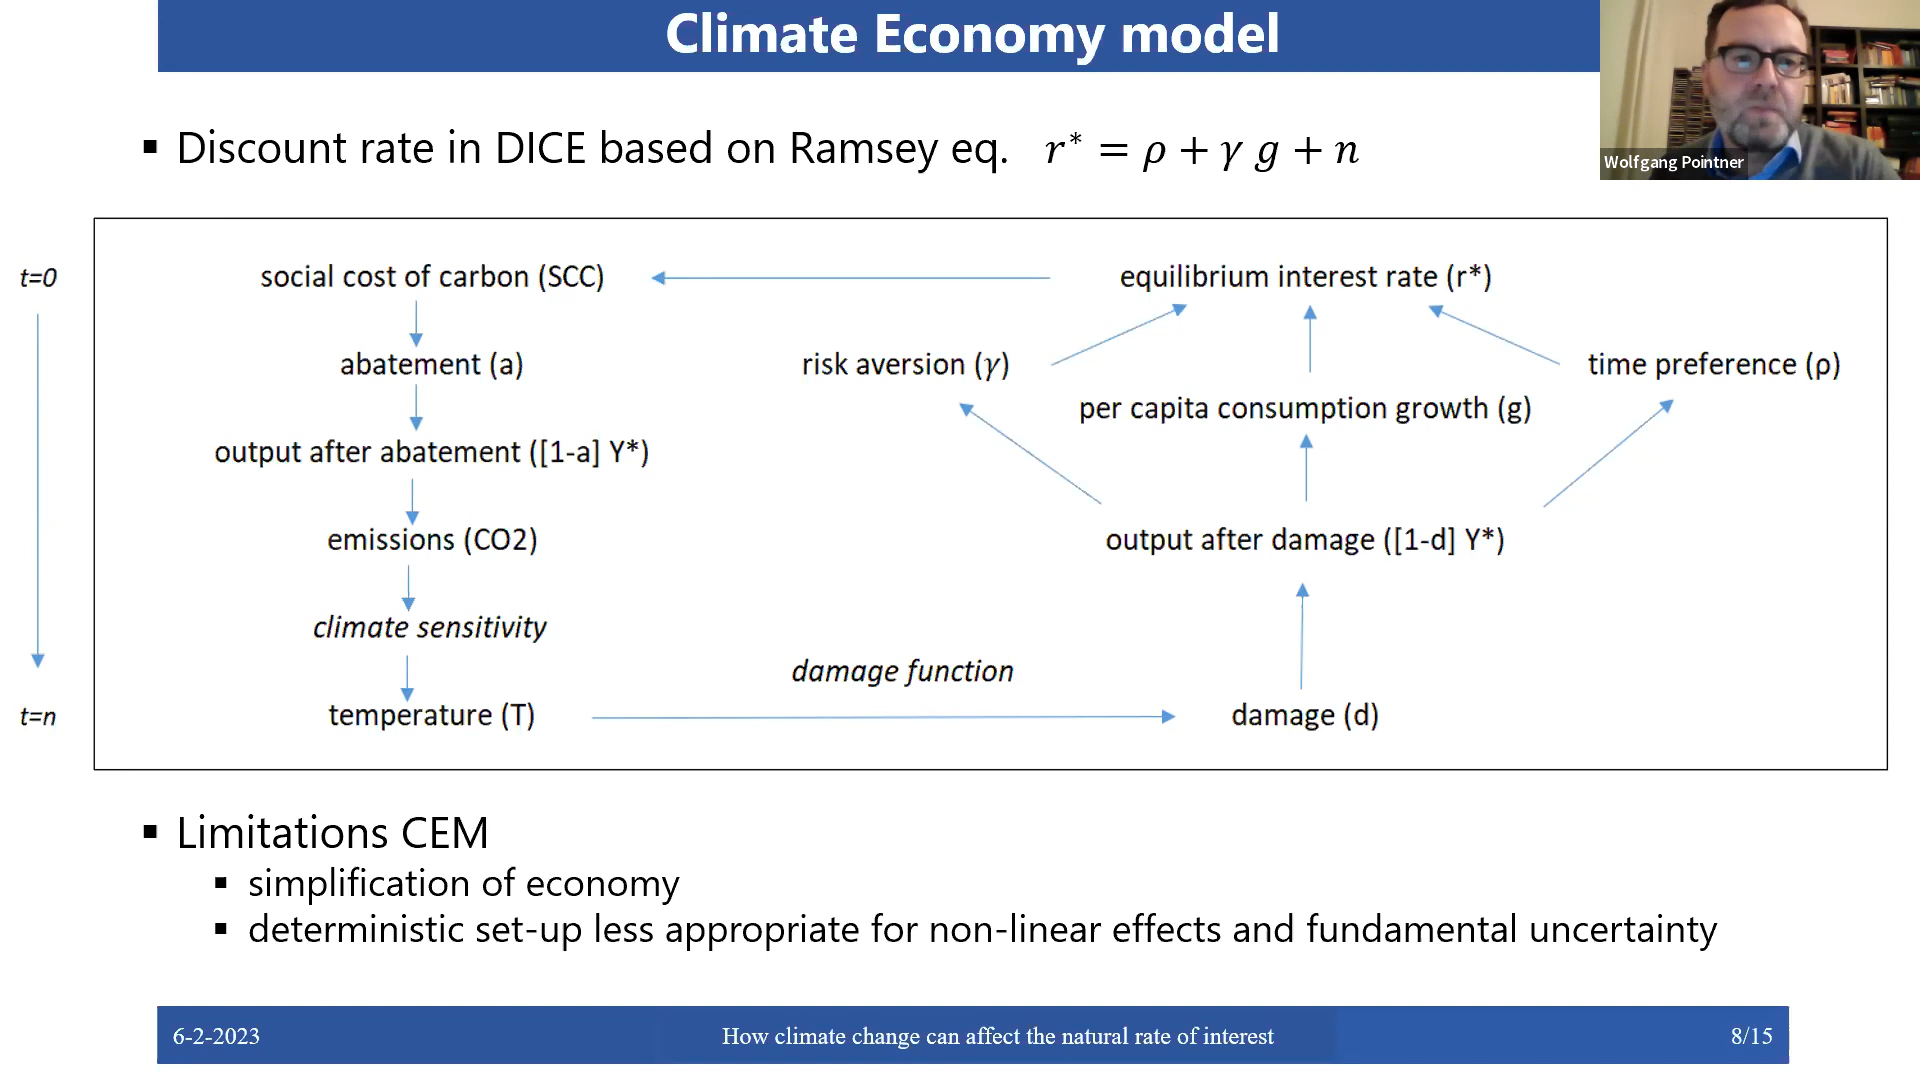 Climate Economy model
Wolfgang Pointner
▪ Discount rate in DICE based on Ramsey eq. r* = ρ + γ g + n
t=0
social cost of carbon (SCC)
equilibrium interest rate (r*)
abatement (a)
risk aversion (γ)
time preference (ρ)
per capita consumption growth (g)
output after abatement ([1-a] Y*)
emissions (CO2)
output after damage ([1-d] Y*)
climate sensitivity
damage function
t=n
temperature (T)
damage (d)
▪ Limitations CEM
▪ simplification of economy
▪ deterministic set-up less appropriate for non-linear effects and fundamental uncertainty
6-2-2023
How climate change can affect the natural rate of interest
8/15